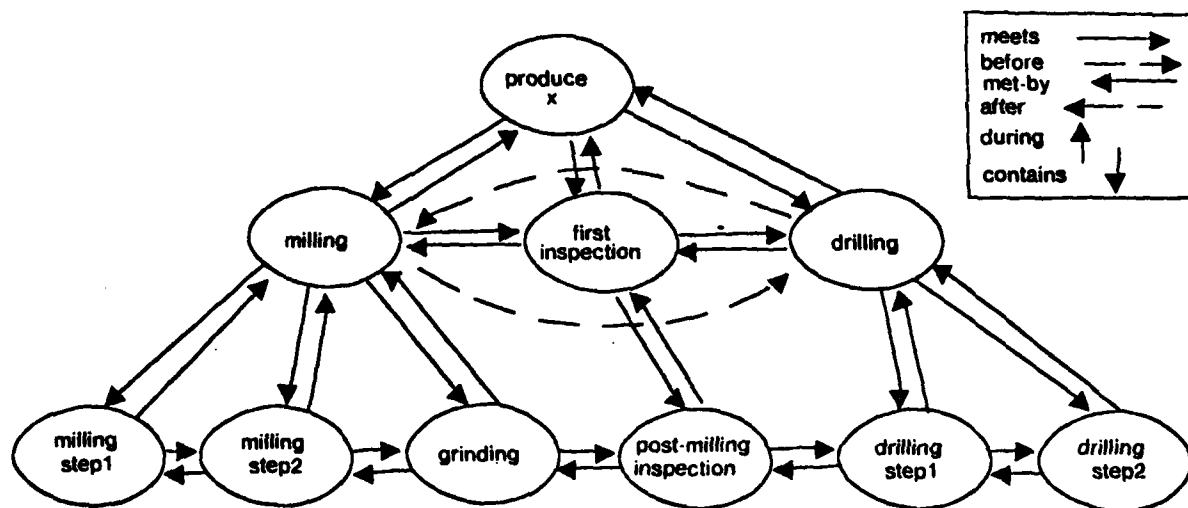 meets
before
met-by
after
during
contains
produce
x
milling
first
inspection
drilling
milling
step1
milling
step2
grinding
post-milling
inspection
drilling
step1
drilling
step2